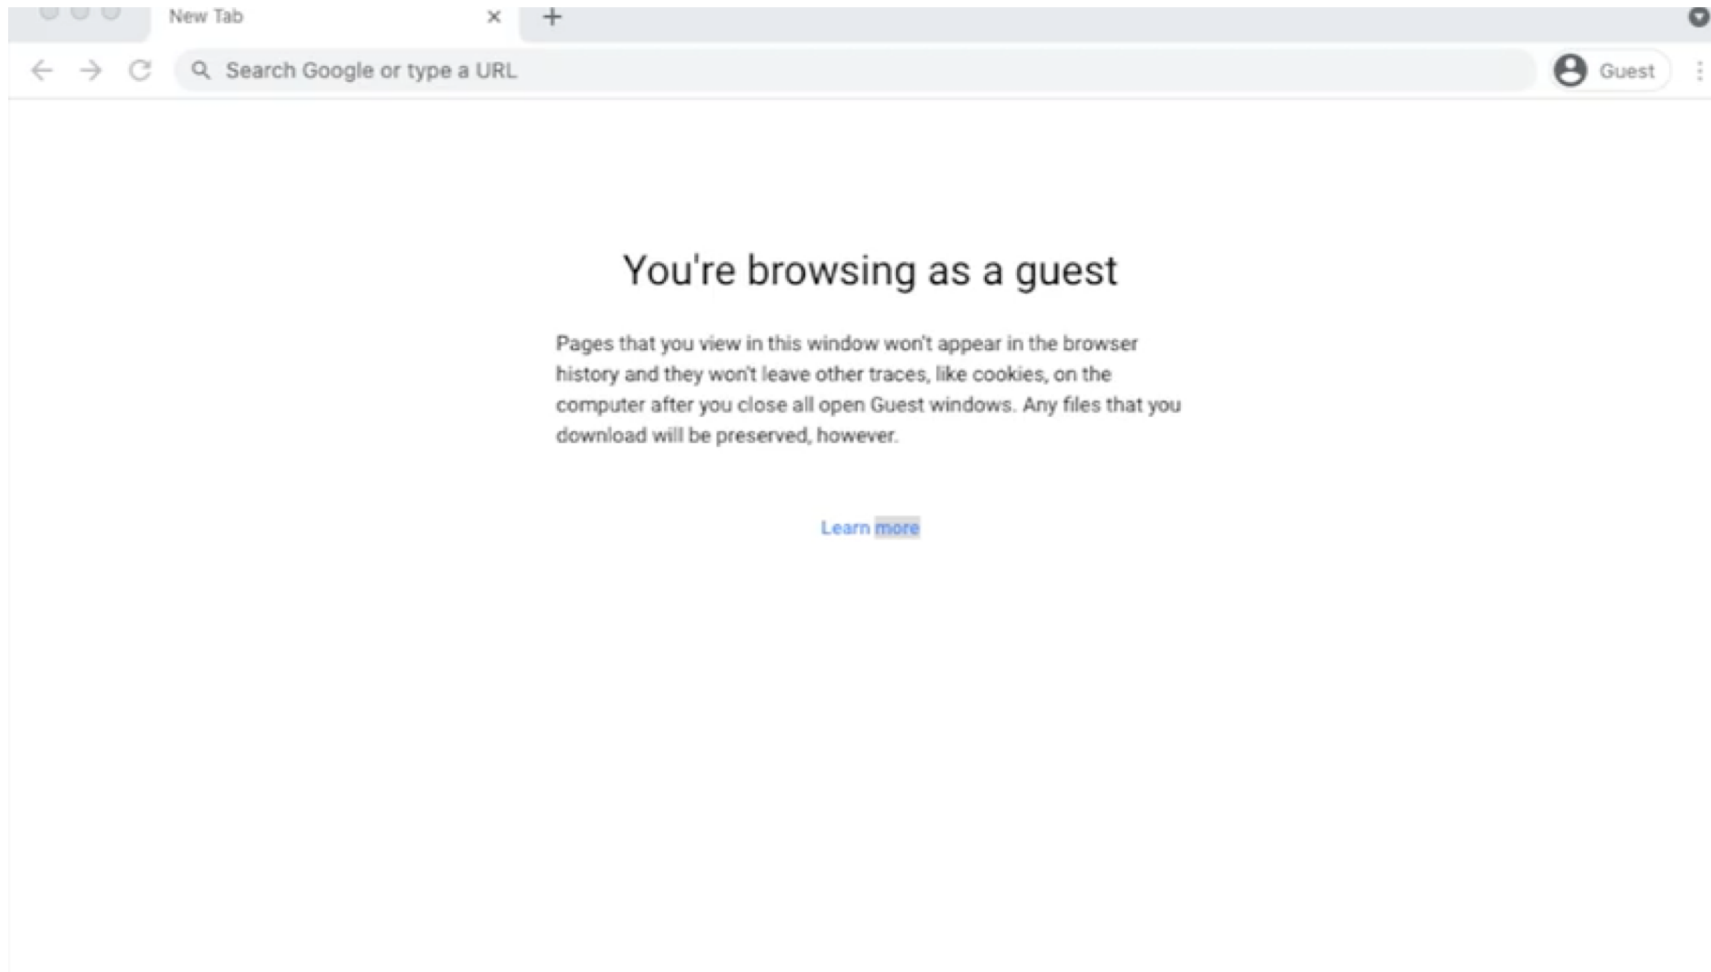 New Tab
Search Google or type a URL
Guest
You're browsing as a guest
Pages that you view in this window won't appear in the browser
history and they won't leave other traces, like cookies, on the
computer after you close all open Guest windows. Any files that you
download will be preserved, however.
Learn more